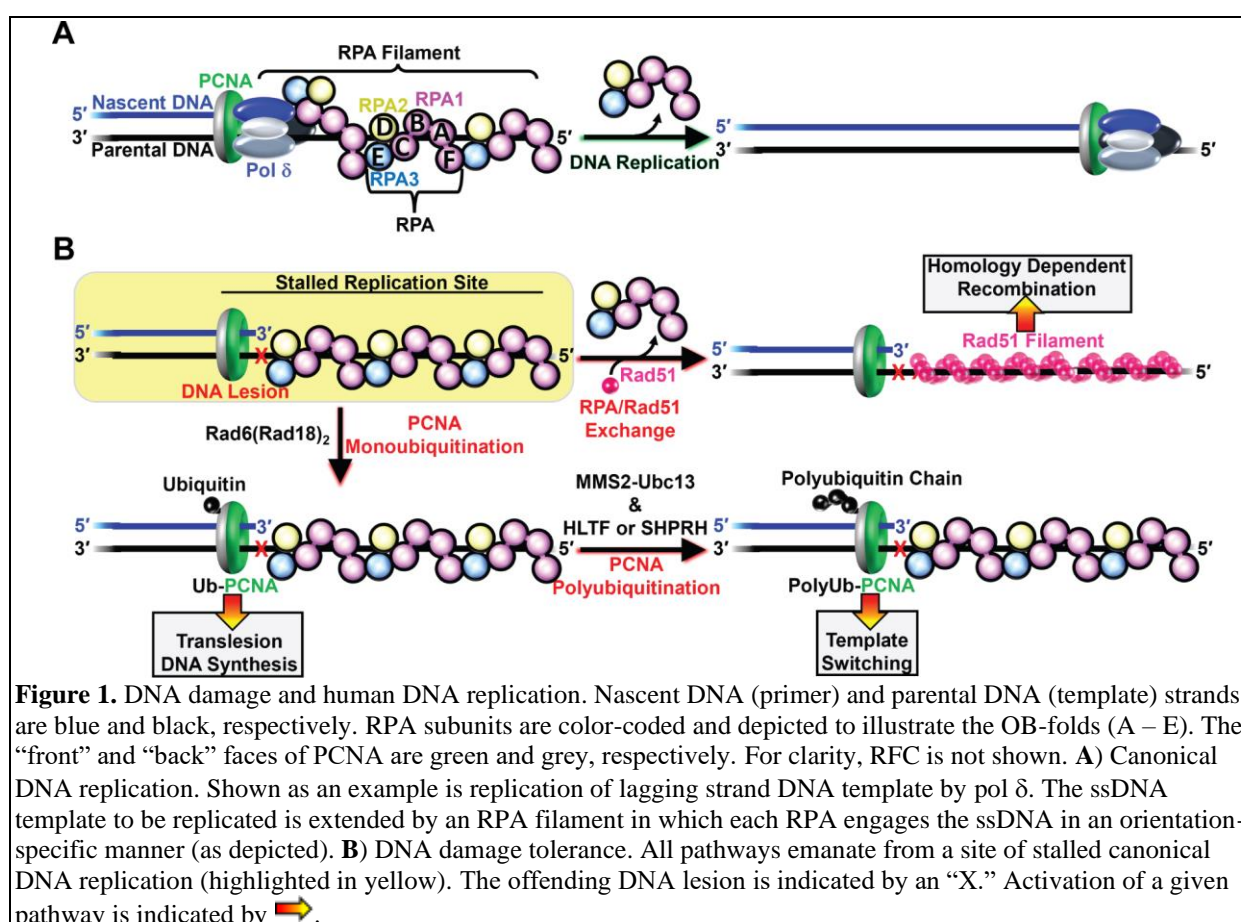 A
RPA Filament
PCNA
Nascent DNA
5′
3′
Parental DNA
Pol δ
RPA2
RPA1
D
B
A
E
C
F
RPA3
RPA
5′
DNA Replication
5′
3′
5′
B
Stalled Replication Site
5′
3′
3′
X
5′
DNA Lesion
Rad51
RPA/Rad51
Exchange
Homology Dependent
Recombination
Rad51 Filament
5′
3′
3′
X
5′
Rad6(Rad18)2
PCNA
Monoubiquitination
Ubiquitin
5′
3′
3′
X
5′
Ub-PCNA
Translesion
DNA Synthesis
MMS2-Ubc13
&
HLTF or SHPRH
PCNA
Polyubiquitination
Polyubiquitin Chain
5′
3′
3′
X
5′
PolyUb-PCNA
Template
Switching
Figure 1. DNA damage and human DNA replication. Nascent DNA (primer) and parental DNA (template) strands
are blue and black, respectively. RPA subunits are color-coded and depicted to illustrate the OB-folds (A – E). The
“front” and “back” faces of PCNA are green and grey, respectively. For clarity, RFC is not shown. A) Canonical
DNA replication. Shown as an example is replication of lagging strand DNA template by pol δ. The ssDNA
template to be replicated is extended by an RPA filament in which each RPA engages the ssDNA in an orientation-
specific manner (as depicted). B) DNA damage tolerance. All pathways emanate from a site of stalled canonical
DNA replication (highlighted in yellow). The offending DNA lesion is indicated by an “X.” Activation of a given
pathway is indicated by .